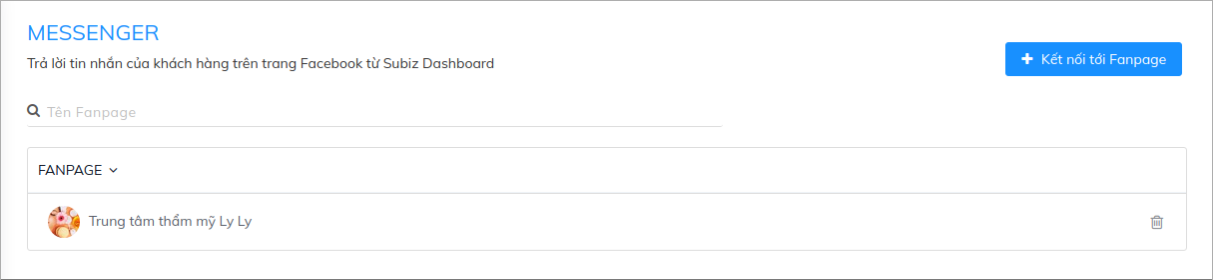 MESSENGER
Trả lời tin nhắn của khách hàng trên trang Facebook từ Subiz Dashboard
Kết nối tới Fanpage
Tên Fanpage
FANPAGE
Trung tâm thẩm mỹ Ly Ly